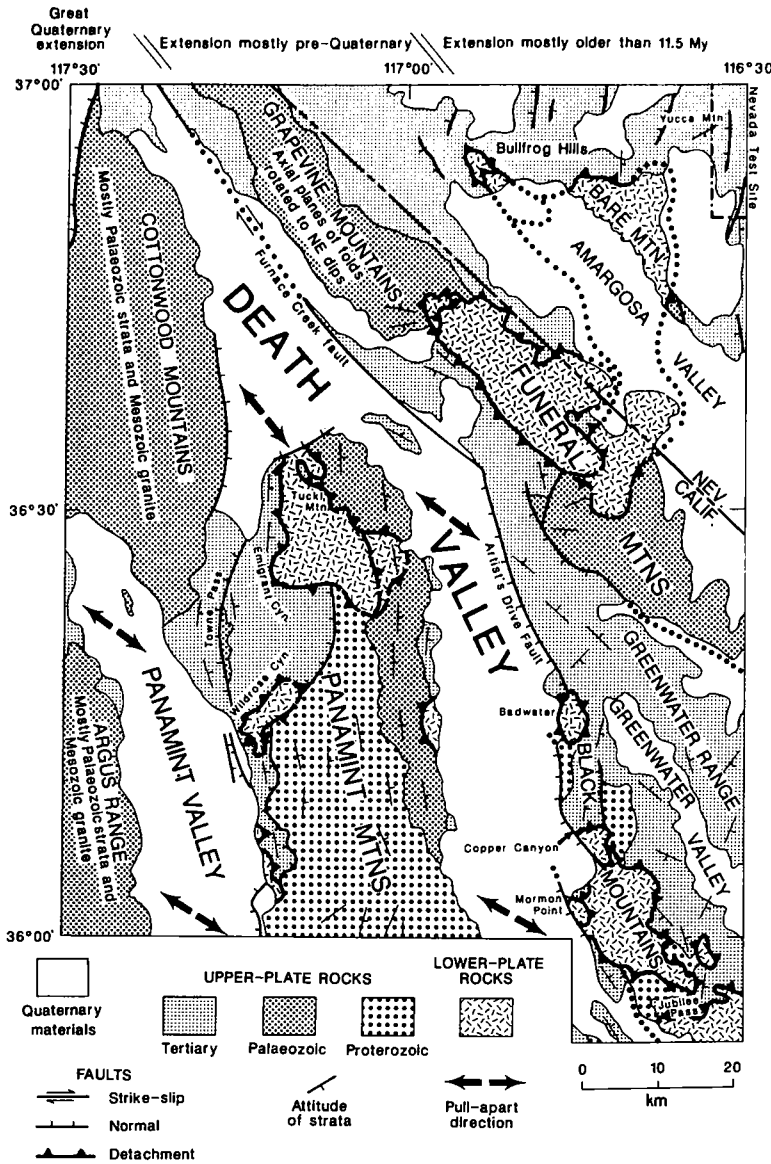 Great
Quaternary
extension
Extension mostly pre-Quaternary
Extension mostly older than 11.5 My
117°30'
117°00'
116°30
37°00'
36°30'
36°00'
Nevada Test Site
Yucca Mtn
Bullfrog Hills
BARE MTN
GRAPEVINE MOUNTAINS
Axial planes of folds
rotated to NE dips
COTTONWOOD MOUNTAINS
Mostly Palaeozoic strata and Mesozoic granite
Furnace Creek fault
AMARGOSA
VALLEY
DEATH
VALLEY
FUNERAL
MTNS
NEV.
CALIF.
Tucki
Mtn
Emigrant Cyn.
Towne Pass
Wildrose Cyn
Artist's Drive Fault
PANAMINT VALLEY
PANAMINT MTNS
ARGUS RANGE
Mostly Palaeozoic strata and
Mesozoic granite
Badwater
BLACK
MOUNTAINS
GREENWATER RANGE
GREENWATER
VALLEY
Copper Canyon
Mormon
Point
Jubilee
Pass
Quaternary
materials
UPPER-PLATE ROCKS
Tertiary
Palaeozoic
Proterozoic
LOWER-PLATE
ROCKS
FAULTS
Strike-slip
Normal
Detachment
Attitude
of strata
Pull-apart
direction
0 10 20
km